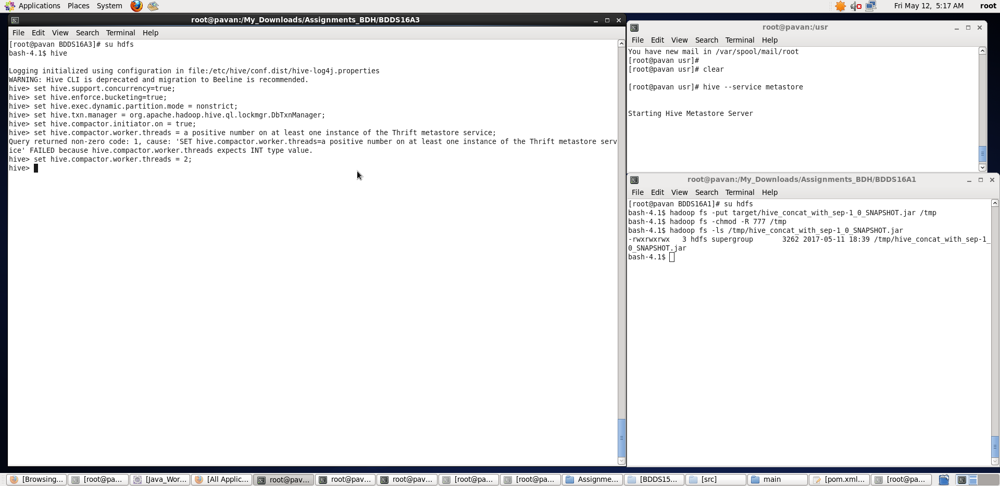 Applications Places System Fri May 12, 5:17 AM root
root@pavan:/My_Downloads/Assignments_BDH/BDDS16A3
File Edit View Search Terminal Help
[root@pavan BDDS16A3]# su hdfs
bash-4.1$ hive
Logging initialized using configuration in file:/etc/hive/conf.dist/hive-log4j.properties
WARNING: Hive CLI is deprecated and migration to Beeline is recommended.
hive> set hive.support.concurrency=true;
hive> set hive.enforce.bucketing=true;
hive> set hive.exec.dynamic.partition.mode = nonstrict;
hive> set hive.txn.manager = org.apache.hadoop.hive.ql.lockmgr.DbTxnManager;
hive> set hive.compactor.initiator.on = true;
hive> set hive.compactor.worker.threads = a positive number on at least one instance of the Thrift metastore service;
Query returned non-zero code: 1, cause: 'SET hive.compactor.worker.threads=a positive number on at least one instance of the Thrift metastore serv
ice' FAILED because hive.compactor.worker.threads expects INT type value.
hive> set hive.compactor.worker.threads = 2;
hive>
root@pavan:/usr
File Edit View Search Terminal Help
You have new mail in /var/spool/mail/root
[root@pavan usr]#
[root@pavan usr]# clear
[root@pavan usr]# hive --service metastore
Starting Hive Metastore Server
root@pavan:/My_Downloads/Assignments_BDH/BDDS16A1
File Edit View Search Terminal Help
[root@pavan BDDS16A1]# su hdfs
bash-4.1$ hadoop fs -put target/hive_concat_with_sep-1_0_SNAPSHOT.jar /tmp
bash-4.1$ hadoop fs -chmod -R 777 /tmp
bash-4.1$ hadoop fs -ls /tmp/hive_concat_with_sep-1_0_SNAPSHOT.jar
-rwxrwxrwx   3 hdfs supergroup       3262 2017-05-11 18:39 /tmp/hive_concat_with_sep-1_
0_SNAPSHOT.jar
bash-4.1$
[Browsing... [root@pa... [Java_Wor... [All Applic... root@pav... root@pav... root@pav... [root@pa... [root@pa... Assignme... [BDDS15... [src] main [pom.xml... [root@pa...